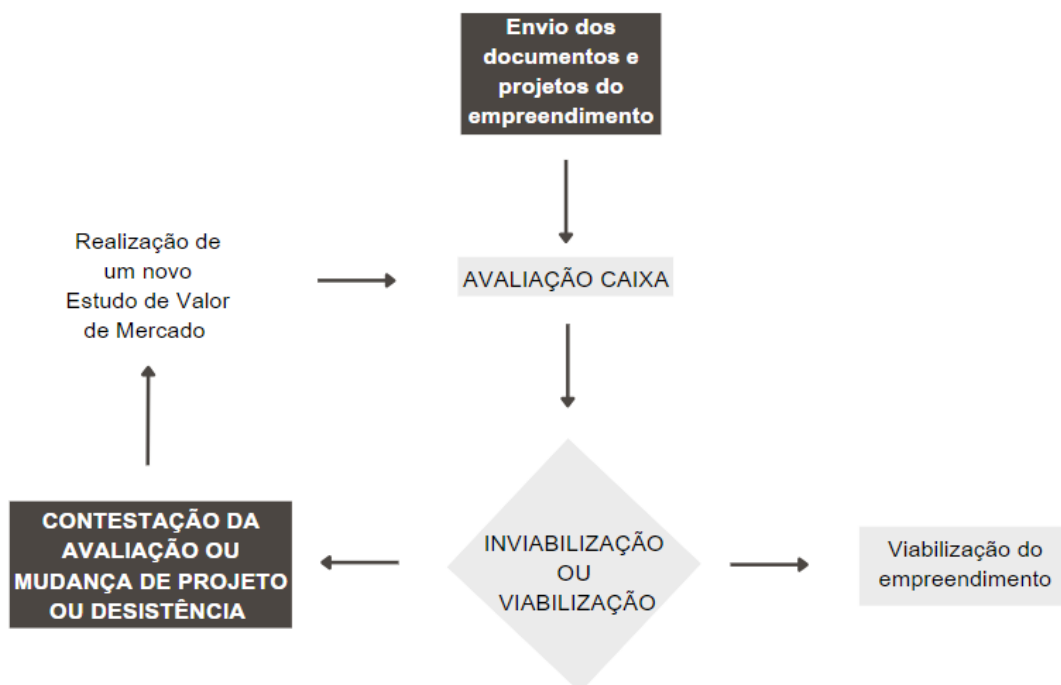 Envio dos
documentos e
projetos do
empreendimento
Realização de
um novo
Estudo de Valor
de Mercado
AVALIAÇÃO CAIXA
CONTESTAÇÃO DA
AVALIAÇÃO OU
MUDANÇA DE PROJETO
OU DESISTÊNCIA
INVIABILIZAÇÃO
OU
VIABILIZAÇÃO
Viabilização do
empreendimento